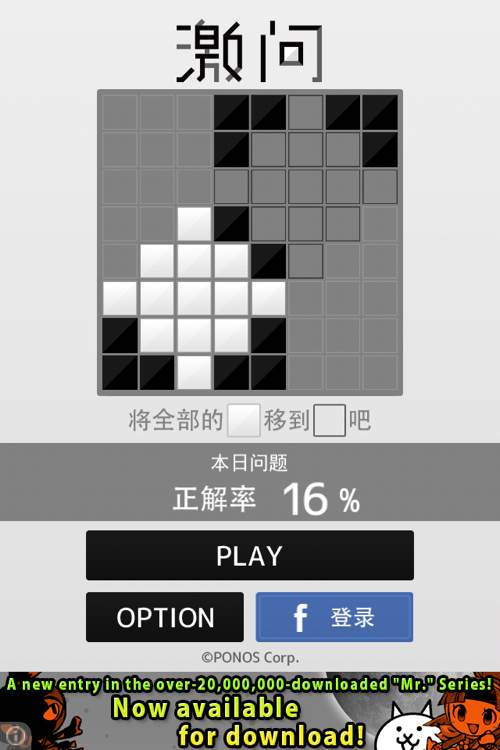 激问
将全部的 移到 吧
本日问题
正解率 16 %
PLAY
OPTION
f 登录
©PONOS Corp.
A new entry in the over-20,000,000-downloaded "Mr." Series!
Now available
for download!